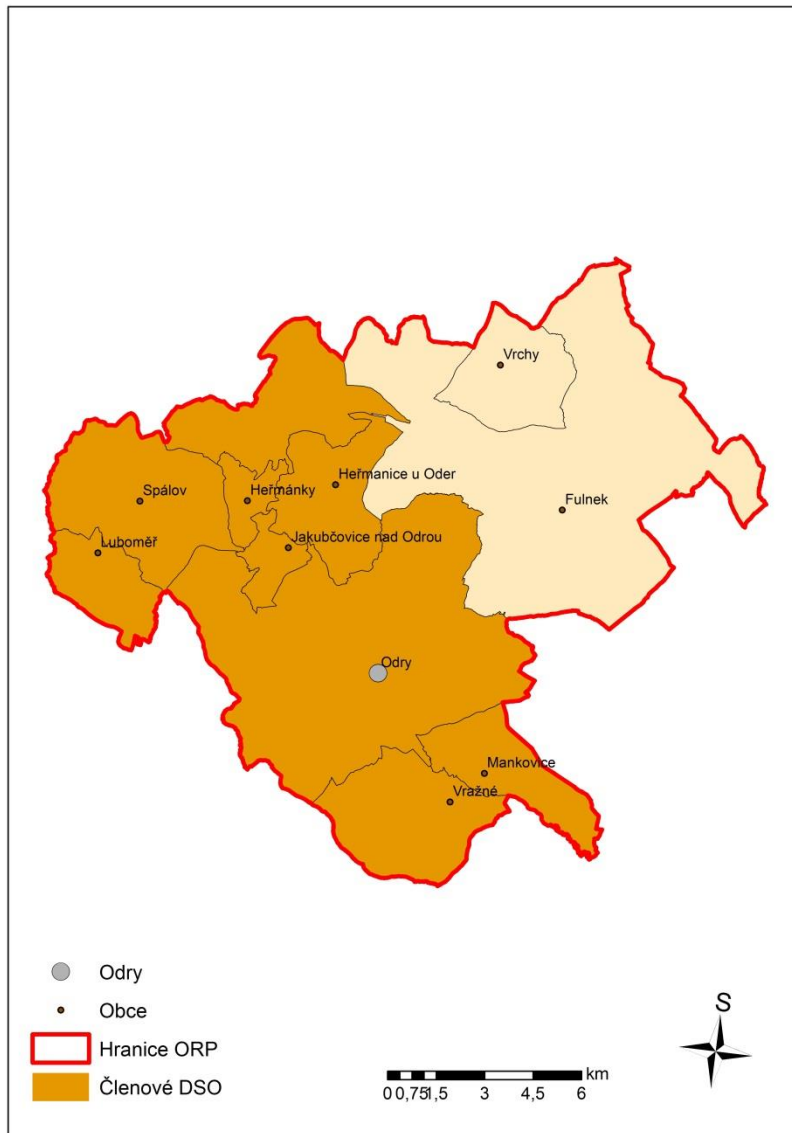 Vrchy
Heřmanice u Oder
Spálov
Heřmánky
Fulnek
Jakubčovice nad Odrou
Luboměř
Odry
Mankovice
Vražné
Odry
Obce
Hranice ORP
Členové DSO
S
km
0 0,75 1,5 3 4,5 6